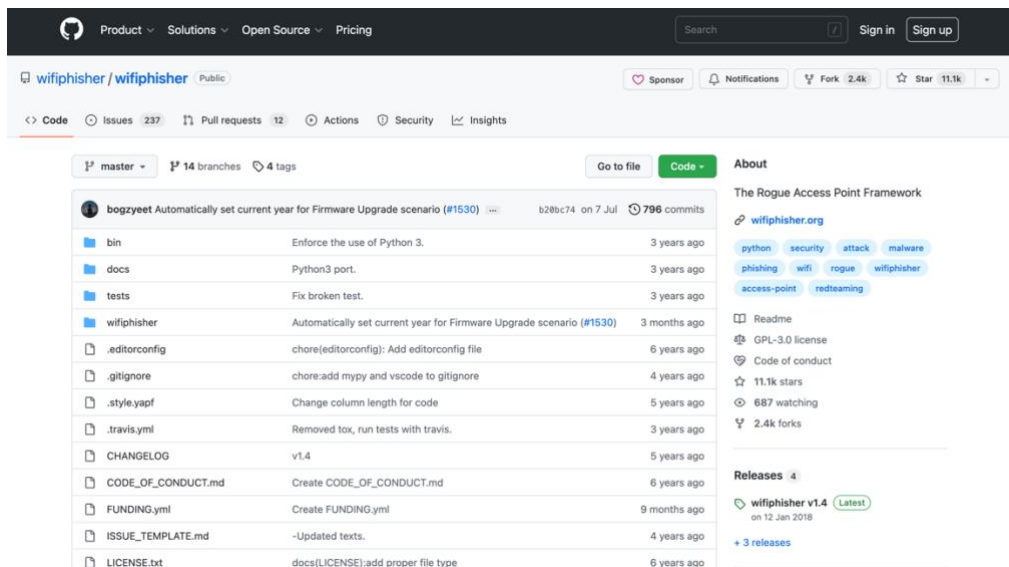 Product Solutions Open Source Pricing Search / Sign in Sign up
wifiphisher / wifiphisher Public Sponsor Notifications Fork 2.4k Star 11.1k
Code Issues 237 Pull requests 12 Actions Security Insights
master 14 branches 4 tags Go to file Code
bogzyeet Automatically set current year for Firmware Upgrade scenario (#1530) ... b20bc74 on 7 Jul 796 commits
bin Enforce the use of Python 3. 3 years ago
docs Python3 port. 3 years ago
tests Fix broken test. 3 years ago
wifiphisher Automatically set current year for Firmware Upgrade scenario (#1530) 3 months ago
.editorconfig chore(editorconfig): Add editorconfig file 6 years ago
.gitignore chore:add mypy and vscode to gitignore 4 years ago
.style.yapf Change column length for code 5 years ago
.travis.yml Removed tox, run tests with travis. 3 years ago
CHANGELOG v1.4 5 years ago
CODE_OF_CONDUCT.md Create CODE_OF_CONDUCT.md 6 years ago
FUNDING.yml Create FUNDING.yml 9 months ago
ISSUE_TEMPLATE.md -Updated texts. 4 years ago
LICENSE.txt docs(LICENSE):add proper file type 6 years ago
About
The Rogue Access Point Framework
wifiphisher.org
python security attack malware
phishing wifi rogue wifiphisher
access-point redteaming
Readme
GPL-3.0 license
Code of conduct
11.1k stars
687 watching
2.4k forks
Releases 4
wifiphisher v1.4 Latest
on 12 Jan 2018
+ 3 releases